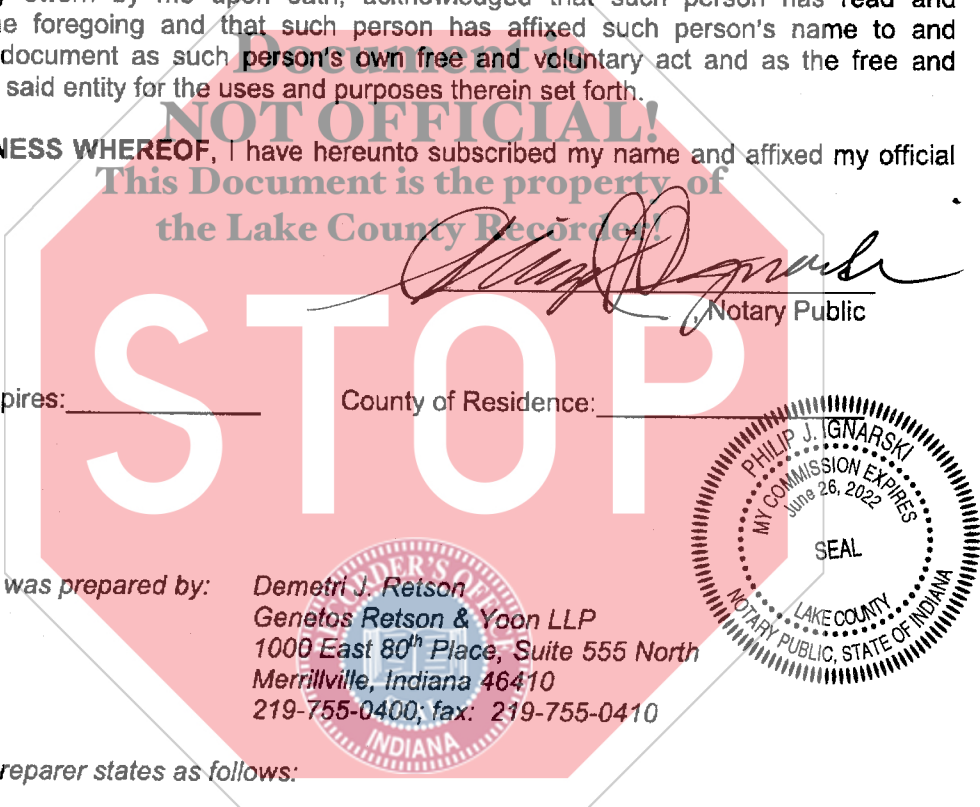 sworn by me upon oath, acknowledged that such person has read and
foregoing and that such person has affixed such person's name to and
document as such person's own free and voluntary act and as the free and
said entity for the uses and purposes therein set forth.
Document is
NOT OFFICIAL!
This Document is the property of
the Lake County Recorder!
STOP
NESS WHEREOF, I have hereunto subscribed my name and affixed my official
, Notary Public
pires: County of Residence:
PHILIP J. IGNARSKI
MY COMMISSION EXPIRES
June 26, 2022
SEAL
LAKE COUNTY
NOTARY PUBLIC, STATE OF INDIANA
was prepared by: Demetri J. Retson
Genetos Retson & Yoon LLP
1000 East 80th Place, Suite 555 North
Merrillville, Indiana 46410
219-755-0400; fax: 219-755-0410
INDIANA
reparer states as follows: